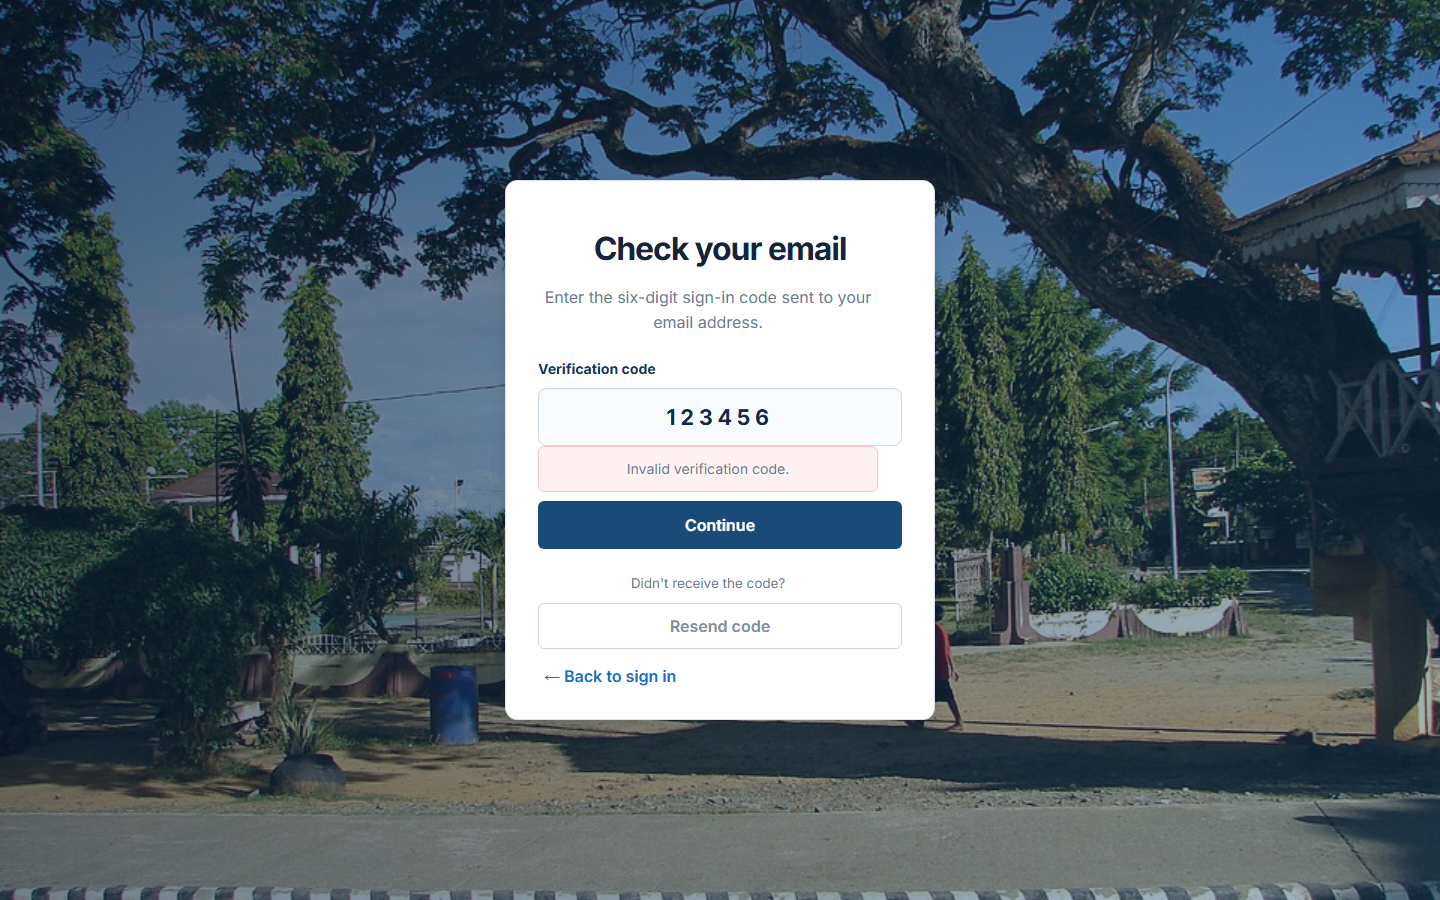 Check your email
Enter the six-digit sign-in code sent to your
email address.
Verification code
123456
Invalid verification code.
Continue
Didn't receive the code?
Resend code
← Back to sign in